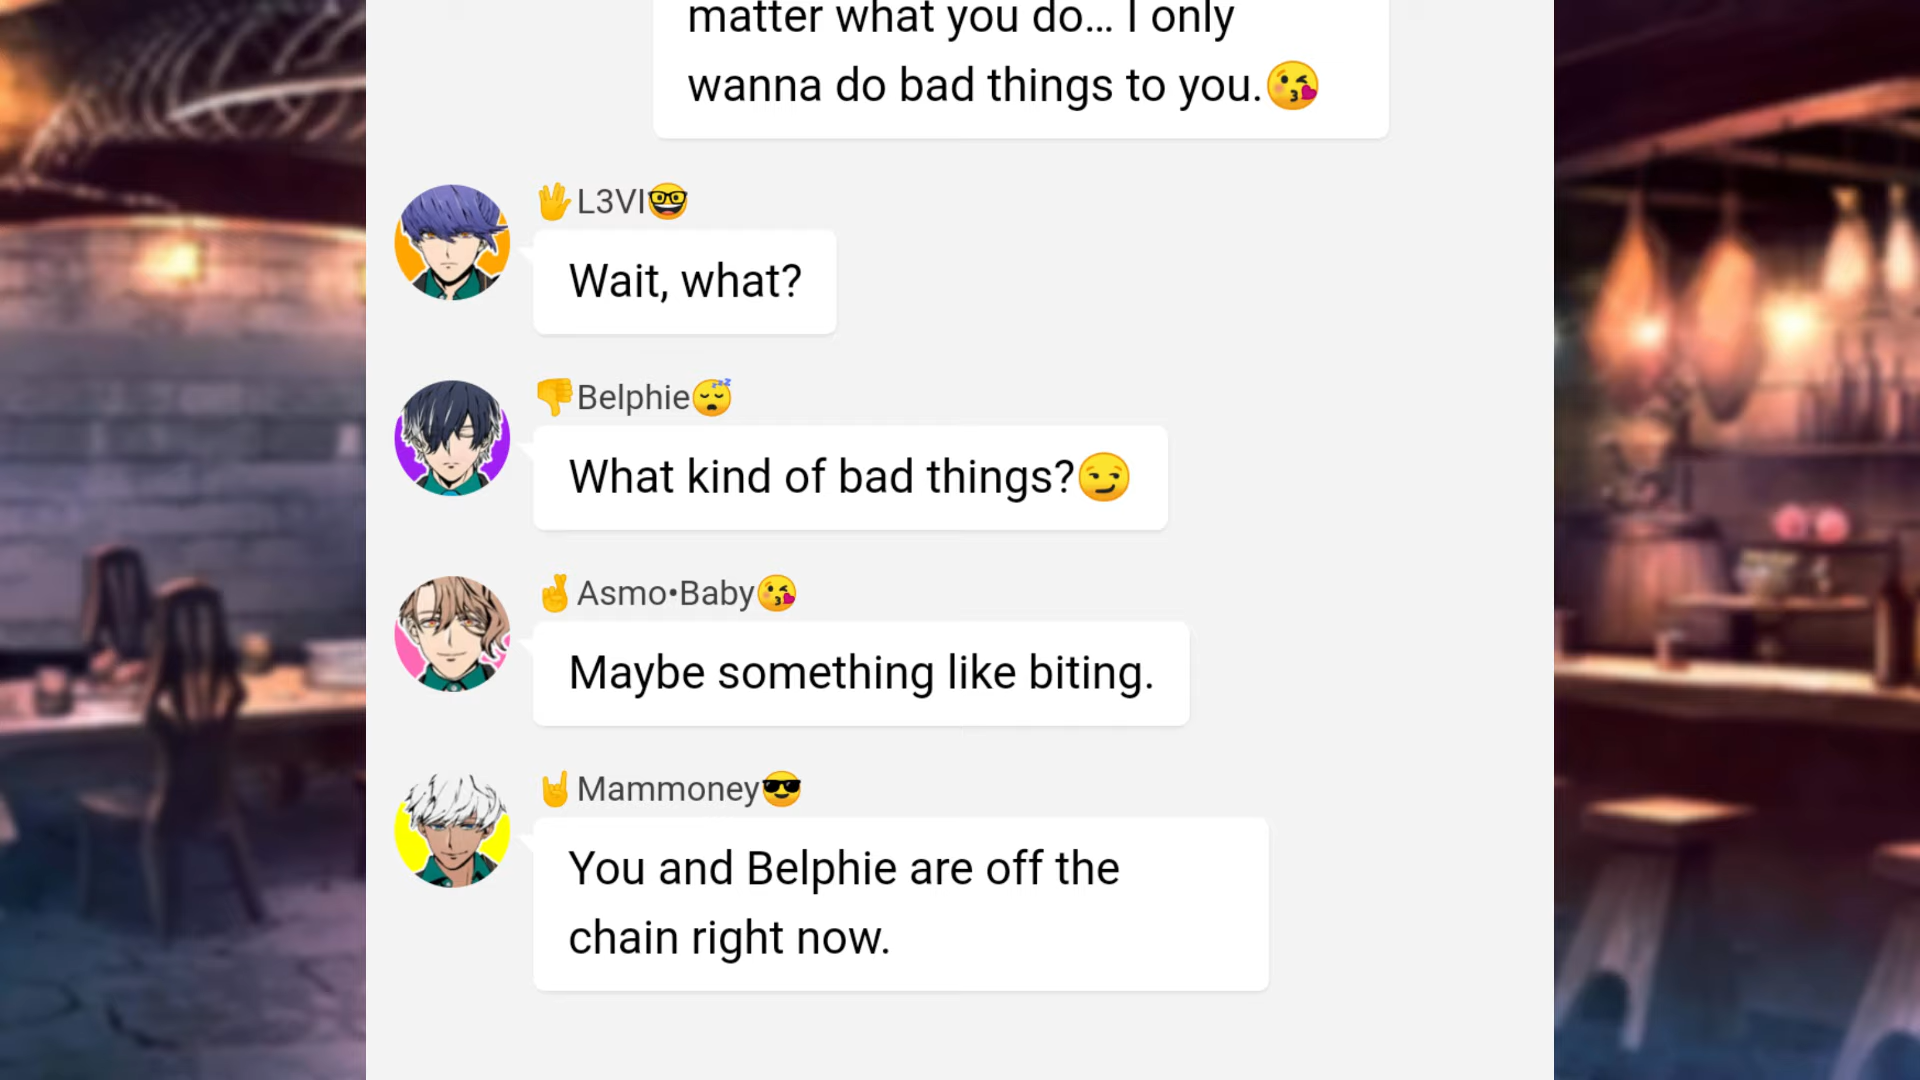 matter what you do... I only
wanna do bad things to you.😘
🖖L3VI🤓
Wait, what?
👎Belphie😴
What kind of bad things?😏
🤞Asmo•Baby😘
Maybe something like biting.
🤘Mammoney😎
You and Belphie are off the
chain right now.